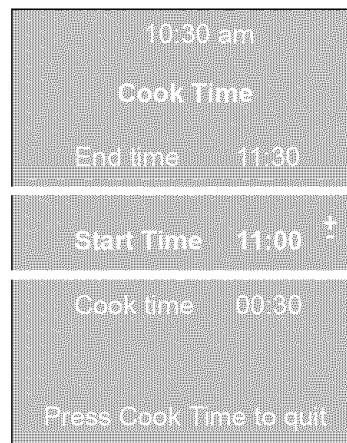 10:30 am
Cook Time
End time 11:30
Start Time 11:00 +-
Cook time 00:30
Press Cook Time to quit